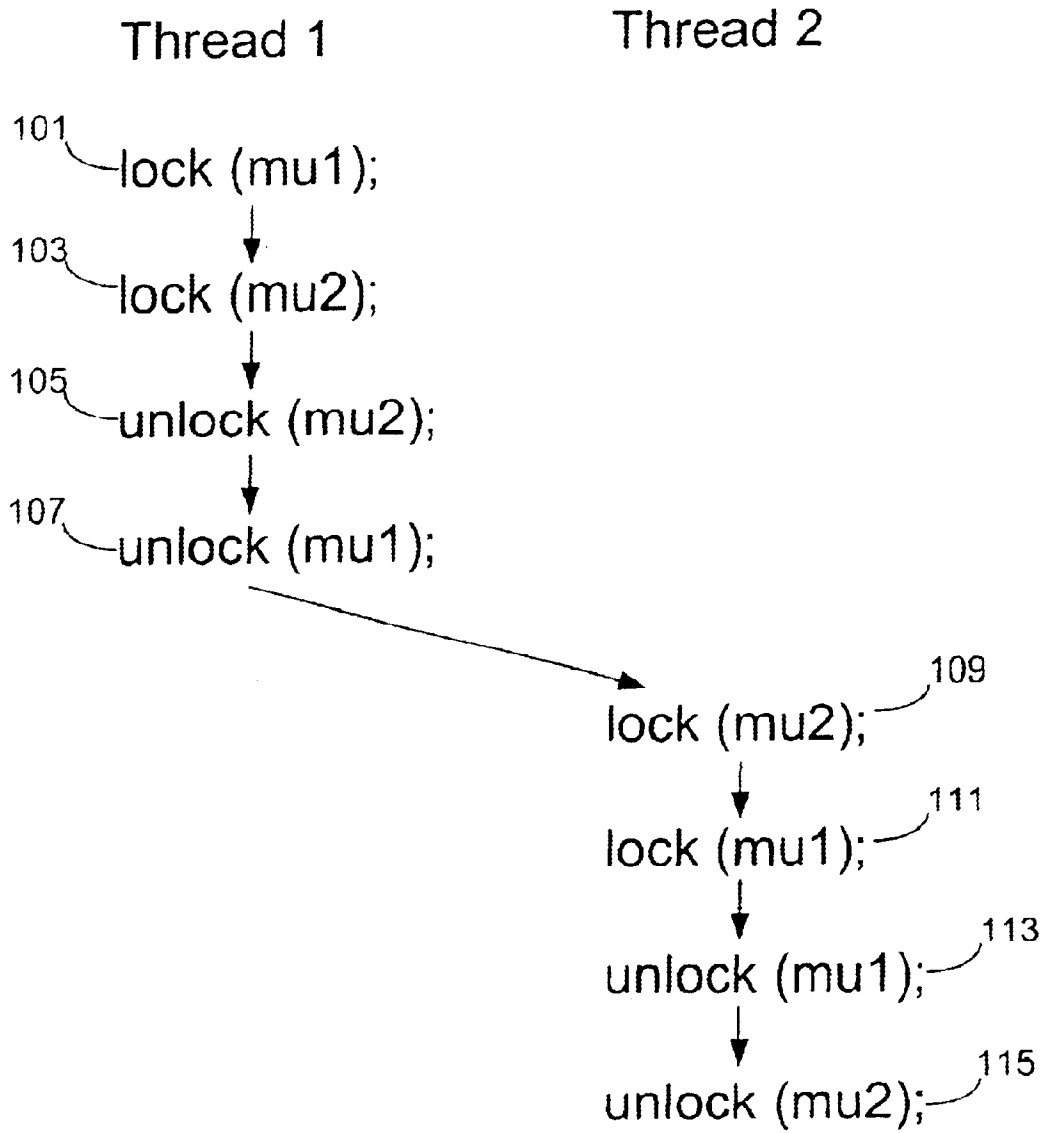 Thread 1
Thread 2
101
lock (mu1);
103
lock (mu2);
105
unlock (mu2);
107
unlock (mu1);
109
lock (mu2);
111
lock (mu1);
113
unlock (mu1);
115
unlock (mu2);